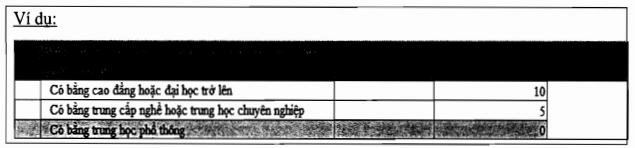 Ví dụ:
Có bằng cao đẳng hoặc đại học trở lên 10
Có bằng trung cấp nghề hoặc trung học chuyên nghiệp 5
Có bằng trung học phổ thông 0